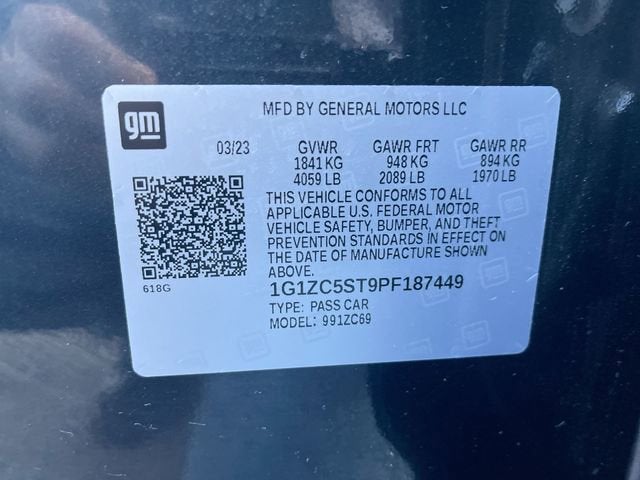 gm
MFD BY GENERAL MOTORS LLC
03/23 GVWR GAWR FRT GAWR RR
1841 KG 948 KG 894 KG
4059 LB 2089 LB 1970 LB
THIS VEHICLE CONFORMS TO ALL
APPLICABLE U.S. FEDERAL MOTOR
VEHICLE SAFETY, BUMPER, AND THEFT
PREVENTION STANDARDS IN EFFECT ON
THE DATE OF MANUFACTURE SHOWN
ABOVE.
618G
1G1ZC5ST9PF187449
TYPE: PASS CAR
MODEL: 991ZC69